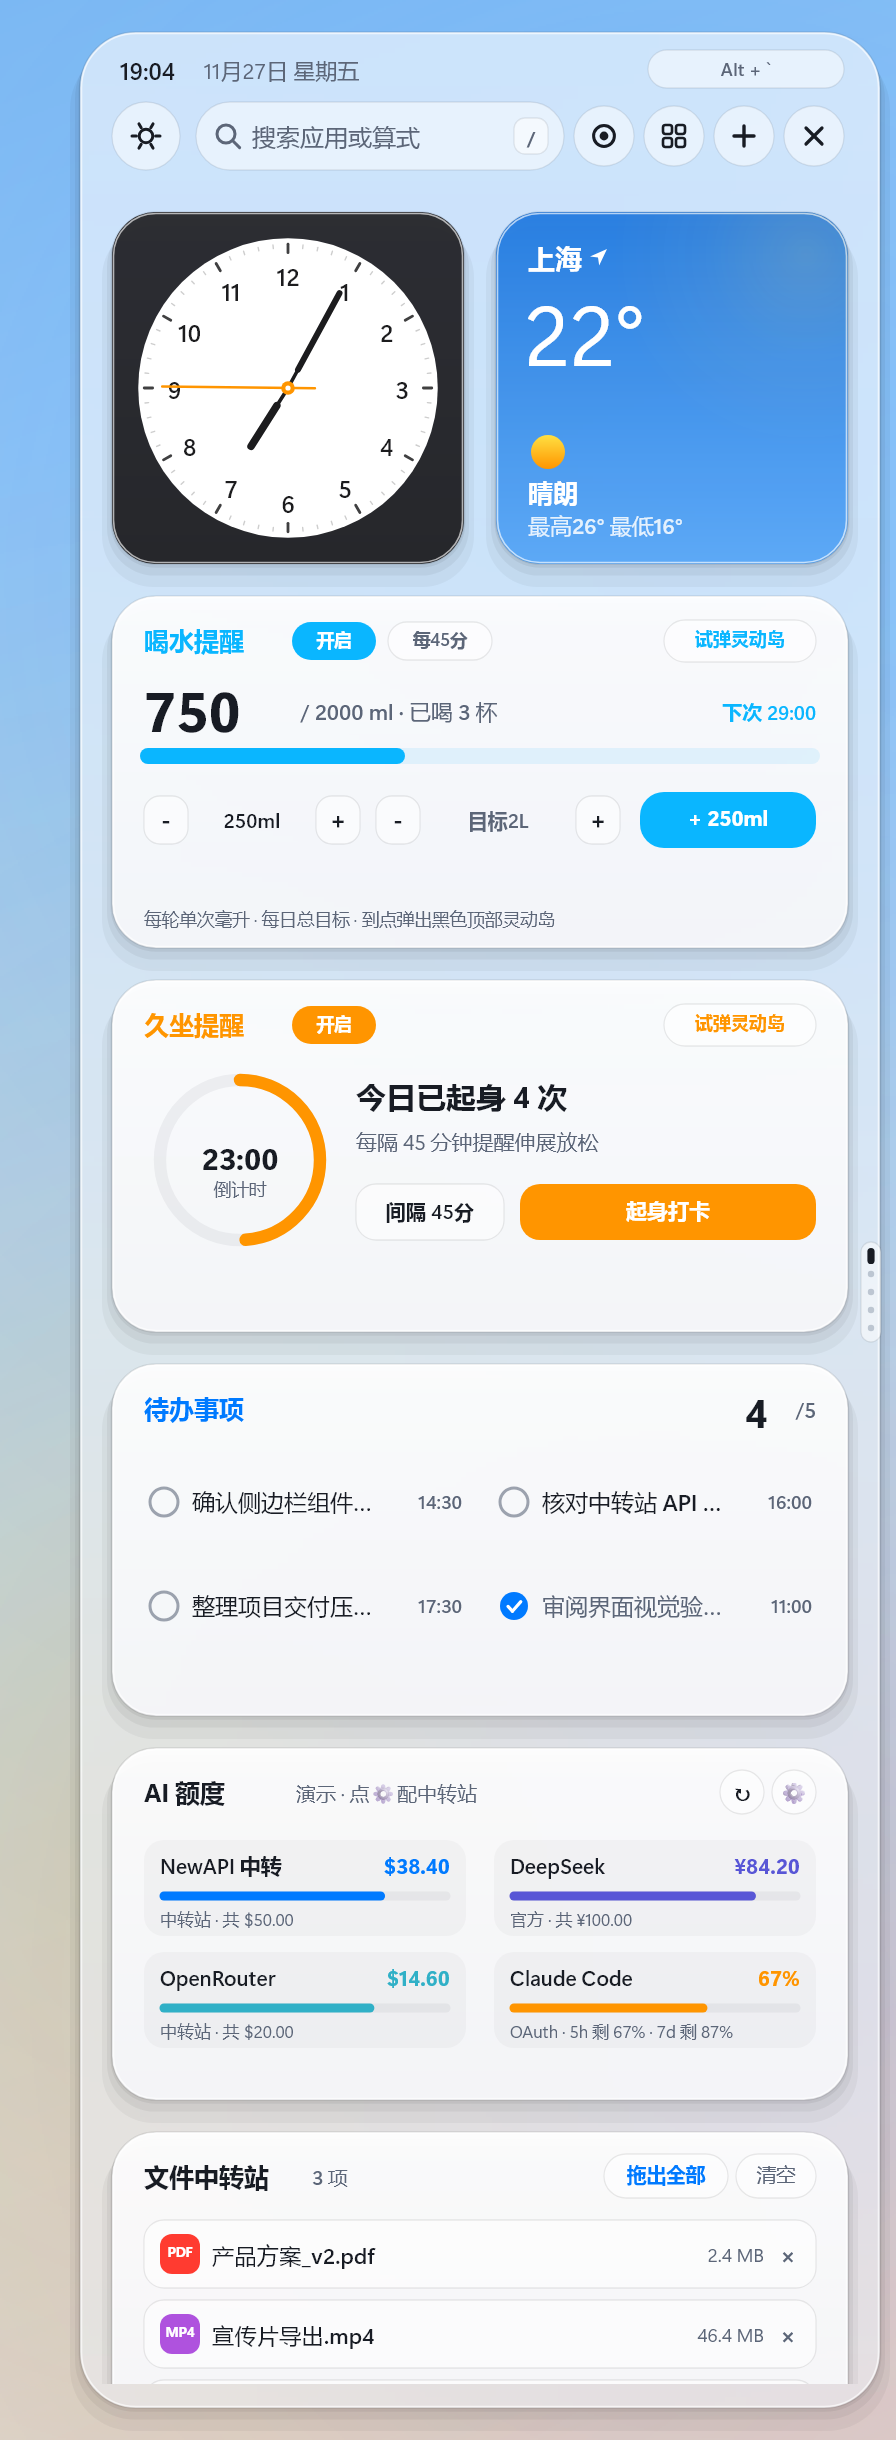 19:04 11月27日 星期五 Alt + `
搜索应用或算式 /
12
11 1
10 2
9 3
8 4
7 5
6
上海
22°
晴朗
最高26° 最低16°
喝水提醒 开启 每45分 试弹灵动岛
750 / 2000 ml · 已喝 3 杯 下次 29:00
- 250ml + - 目标2L + + 250ml
每轮单次毫升 · 每日总目标 · 到点弹出黑色顶部灵动岛
久坐提醒 开启 试弹灵动岛
今日已起身 4 次
每隔 45 分钟提醒伸展放松
23:00
倒计时
间隔 45分 起身打卡
待办事项 4 /5
确认侧边栏组件... 14:30 核对中转站 API ... 16:00
整理项目交付压... 17:30 审阅界面视觉验... 11:00
AI 额度 演示 · 点⚙️配中转站 ↻
NewAPI 中转 $38.40 DeepSeek ¥84.20
中转站 · 共 $50.00 官方 · 共 ¥100.00
OpenRouter $14.60 Claude Code 67%
中转站 · 共 $20.00 OAuth · 5h 剩 67% · 7d 剩 87%
文件中转站 3 项 拖出全部 清空
PDF 产品方案_v2.pdf 2.4 MB ×
MP4 宣传片导出.mp4 46.4 MB ×